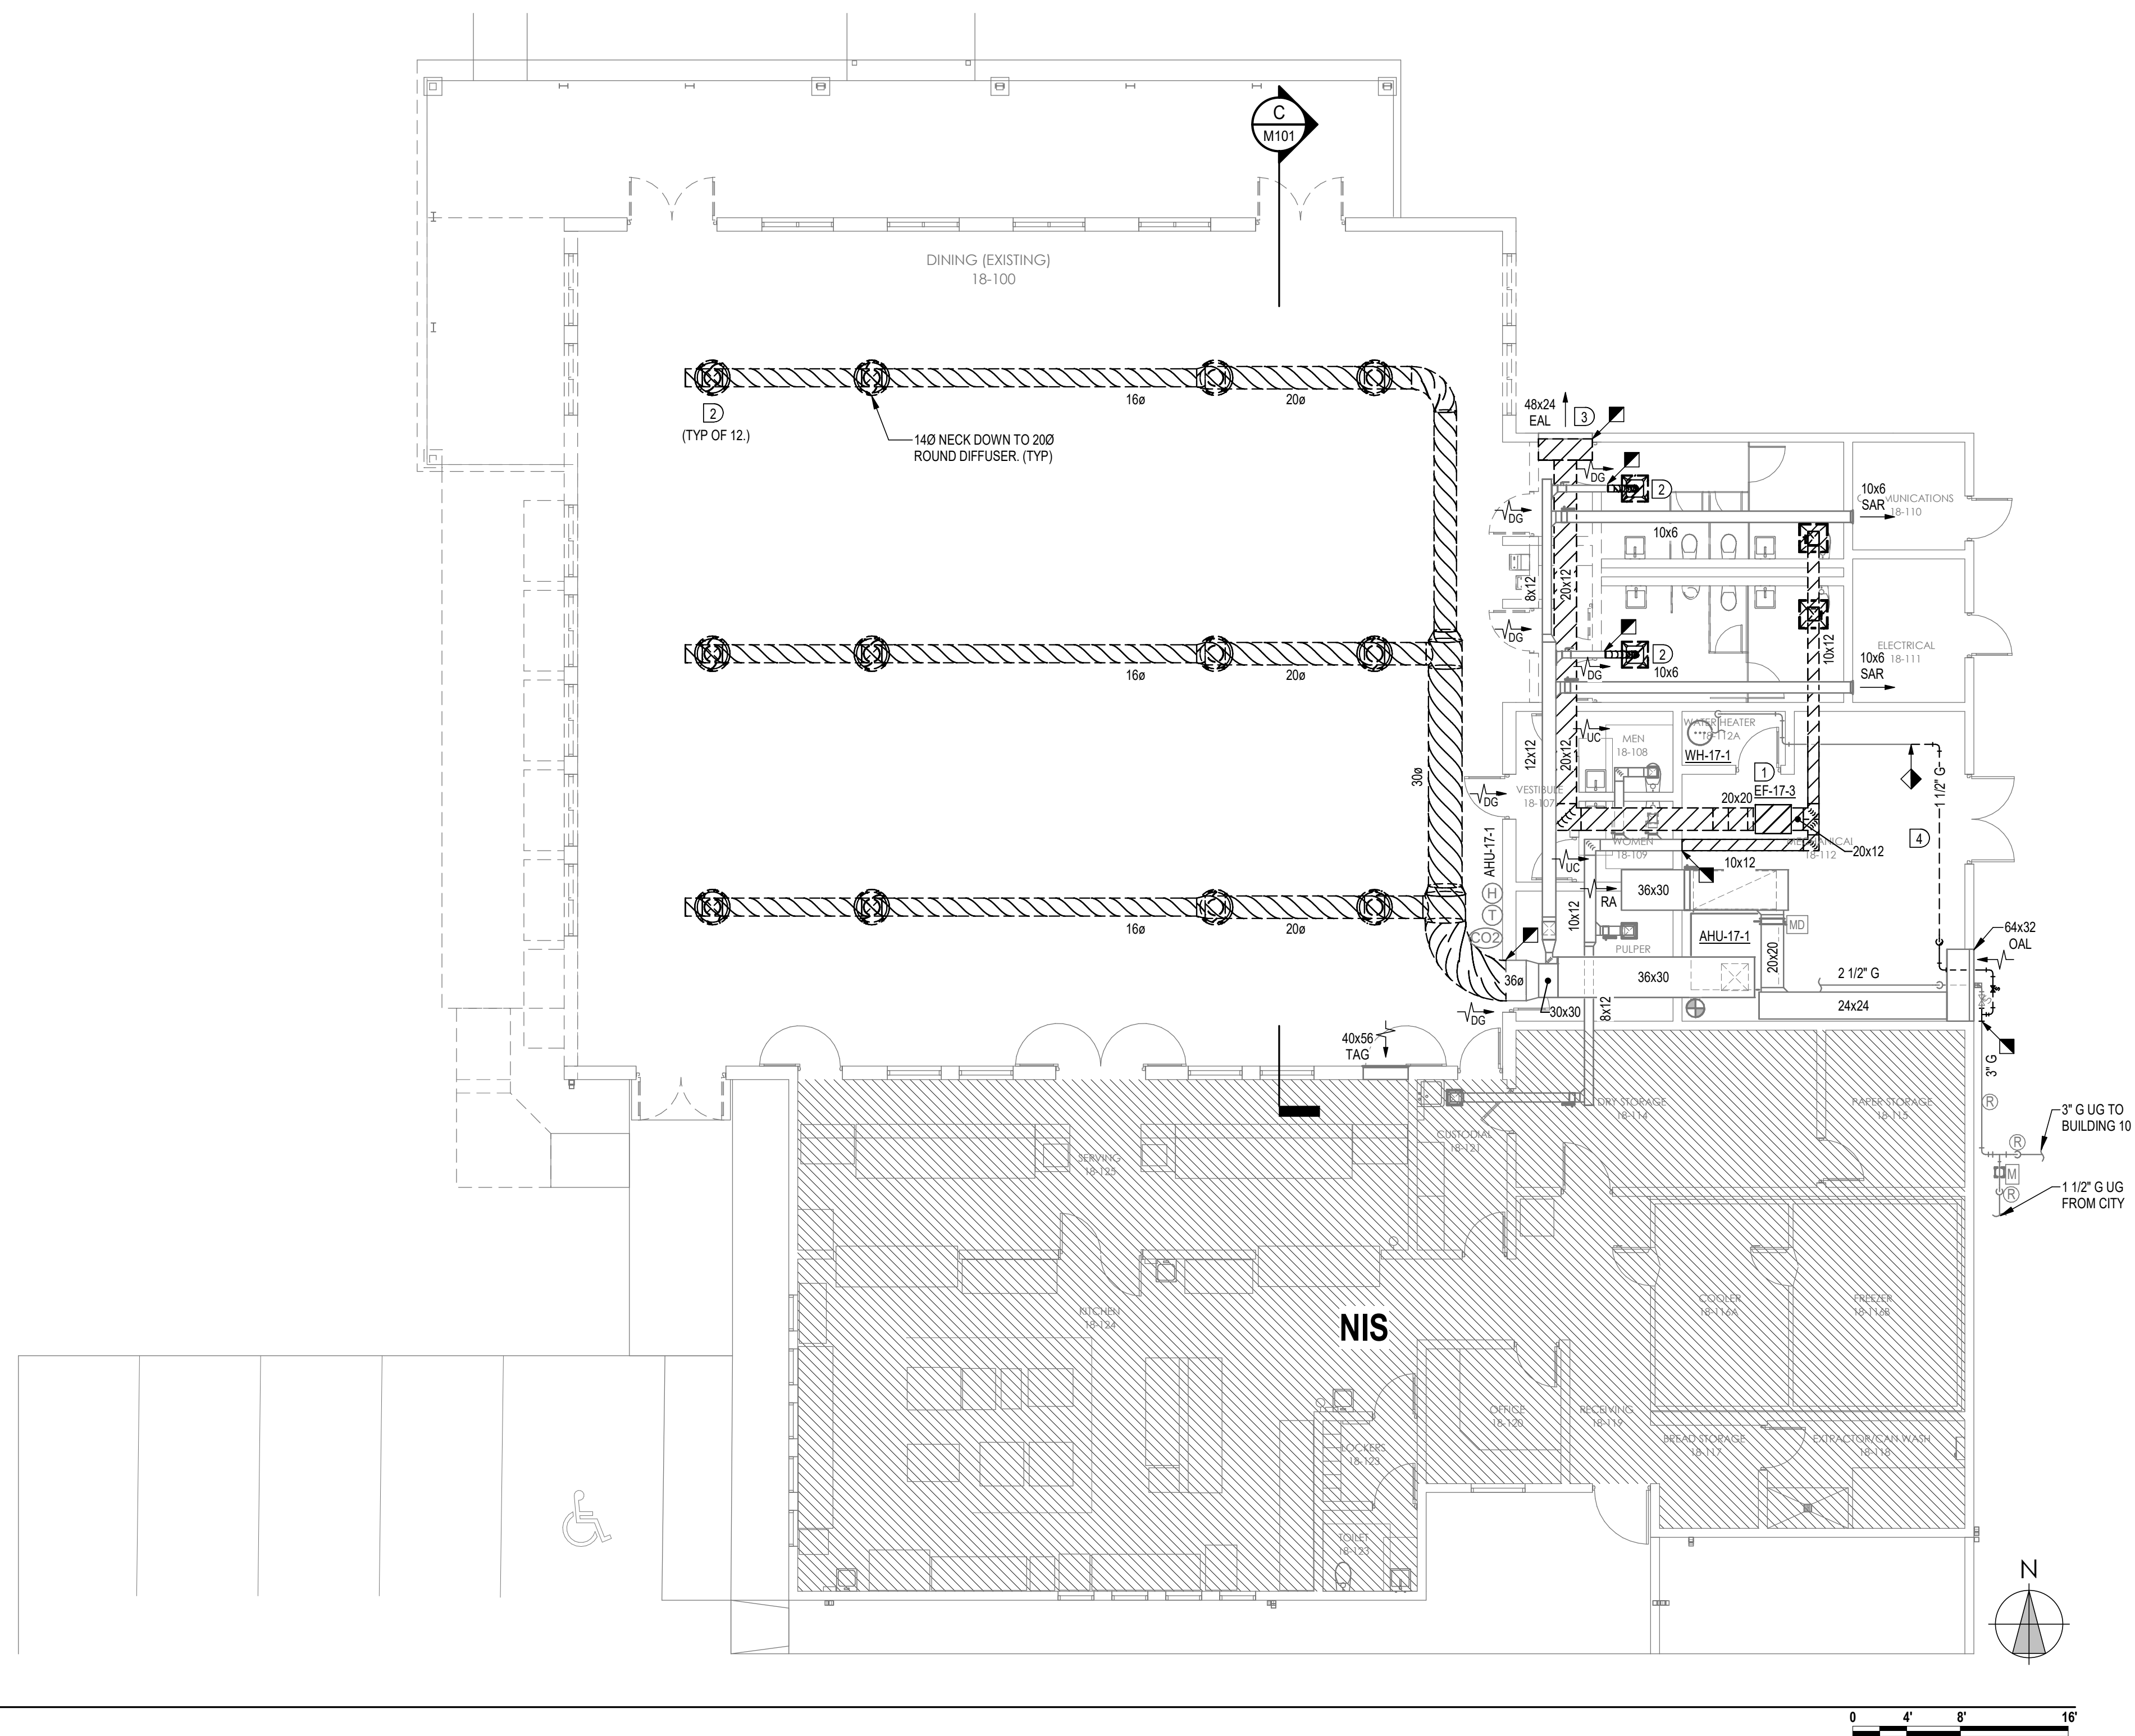 C
M101
DINING (EXISTING)
18-100
16ø
20ø
2
(TYP OF 12.)
14Ø NECK DOWN TO 20Ø
ROUND DIFFUSER. (TYP)
48x24
EAL
3
DG
2
10x6
SAR
MUNICATIONS
18-110
DG
10x6
8x12
20x12
DG
2
DG
10x6
10x12
ELECTRICAL
18-111
10x6
SAR
16ø
20ø
30ø
12x12
20x12
UC
MEN
18-108
WATER HEATER
18-112A
WH-17-1
1
EF-17-3
20x20
1 1/2" G
4
VESTIBULE
18-107
DG
AHU-17-1
H
T
CO2
UC
WOMEN
18-109
10x12
MECHANICAL
18-112
20x12
36x30
RA
10x12
PULPER
AHU-17-1
MD
20x20
64x32
OAL
16ø
20ø
36ø
36x30
2 1/2" G
24x24
30x30
8x12
DG
40x56
TAG
3" G
R
DRY STORAGE
18-114
PAPER STORAGE
18-115
3" G UG TO
BUILDING 10
R
M
R
1 1/2" G UG
FROM CITY
CUSTODIAL
18-121
SERVING
18-125
KITCHEN
18-124
NIS
COOLER
18-116A
FREEZER
18-116B
OFFICE
18-120
RECEIVING
18-119
LOCKERS
18-123
BREAD STORAGE
18-117
EXTRACTOR/CAN WASH
18-118
TOILET
18-123
N
0 4' 8' 16'